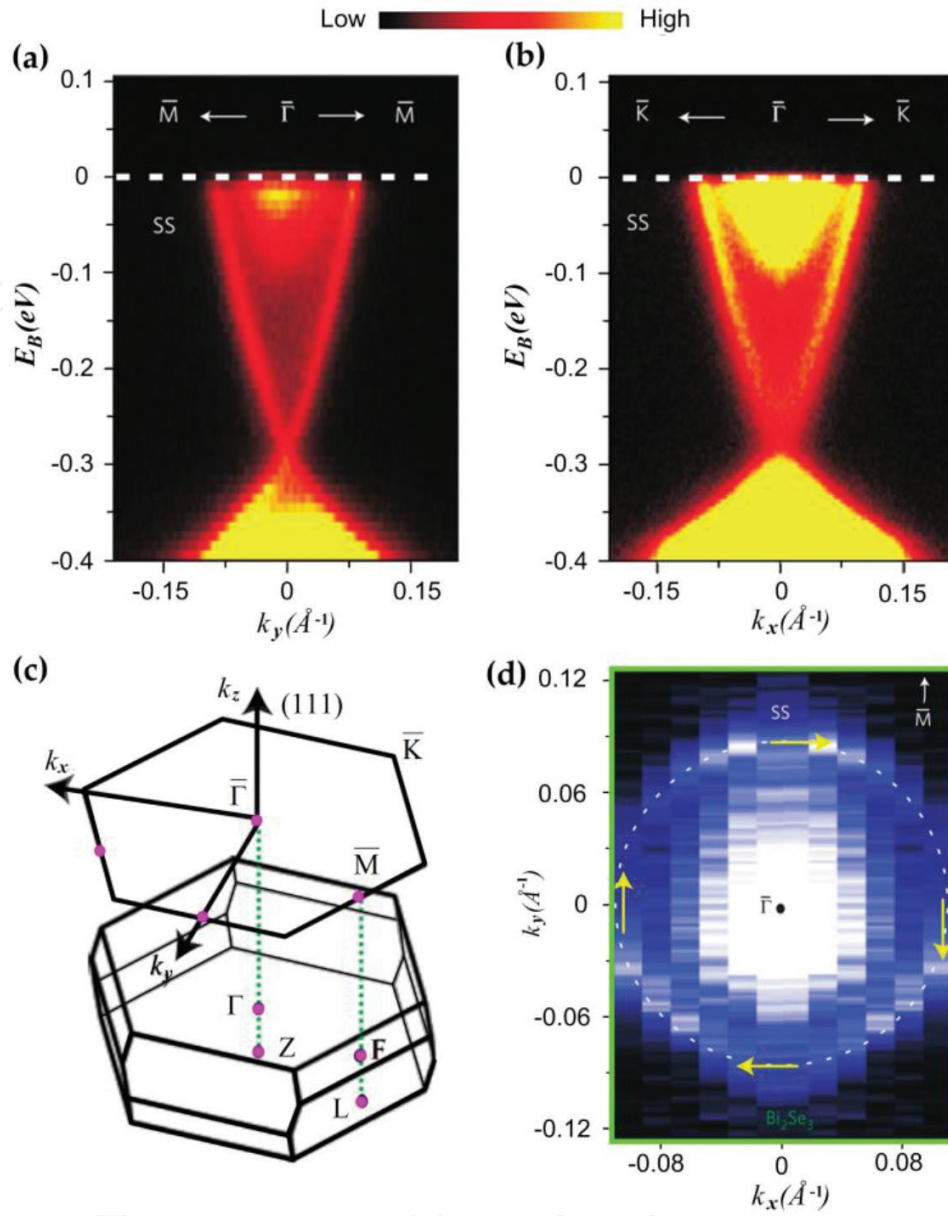 Low High
(a) (b)
0.1 0.1
M̅ ← Γ̅ → M̅ K̅ ← Γ̅ → K̅
0 0
SS SS
-0.1 -0.1
E_B(eV) E_B(eV)
-0.2 -0.2
-0.3 -0.3
-0.4 -0.4
-0.15 0 0.15 -0.15 0 0.15
k_y(Å⁻¹) k_x(Å⁻¹)
(c) (d)
k_z (111)
K̅
k_x
Γ̅
M̅
k_y
Γ
Z F
L
0.12
SS M̅
0.06
k_y(Å⁻¹)
0 Γ̅
-0.06
Bi₂Se₃
-0.12
-0.08 0 0.08
k_x(Å⁻¹)